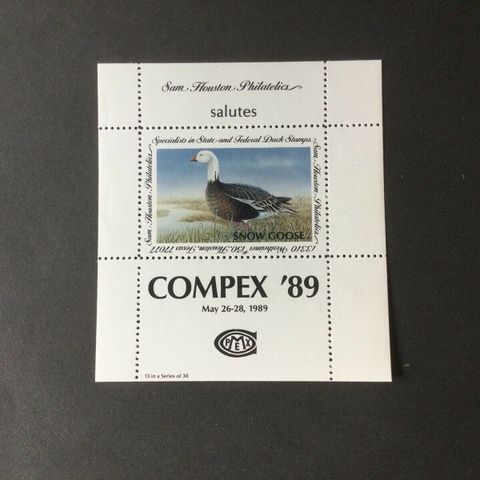 Sam Houston Philatelics
salutes
Specialists in State and Federal Duck Stamps
Sam Houston Philatelics
13310 Westheimer #150 Houston, Texas 77077
Sam Houston Philatelics
SNOW GOOSE
COMPEX '89
May 26-28, 1989
COMPEX
13 in a Series of 30